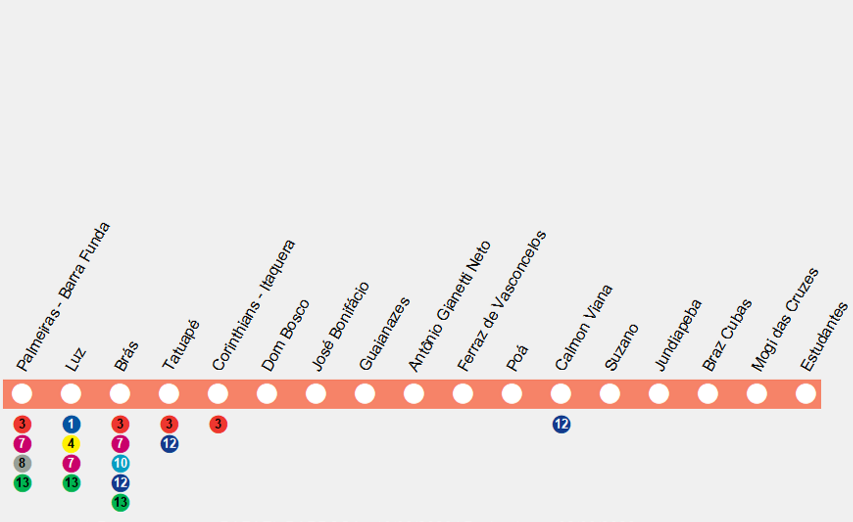 Palmeiras - Barra Funda
Luz
Brás
Tatuapé
Corinthians - Itaquera
Dom Bosco
José Bonifácio
Guaianazes
Antônio Gianetti Neto
Ferraz de Vasconcelos
Poá
Calmon Viana
Suzano
Jundiapeba
Braz Cubas
Mogi das Cruzes
Estudantes
3 1 3 3 3 12
7 4 7 12
8 7 10
13 13 12
13